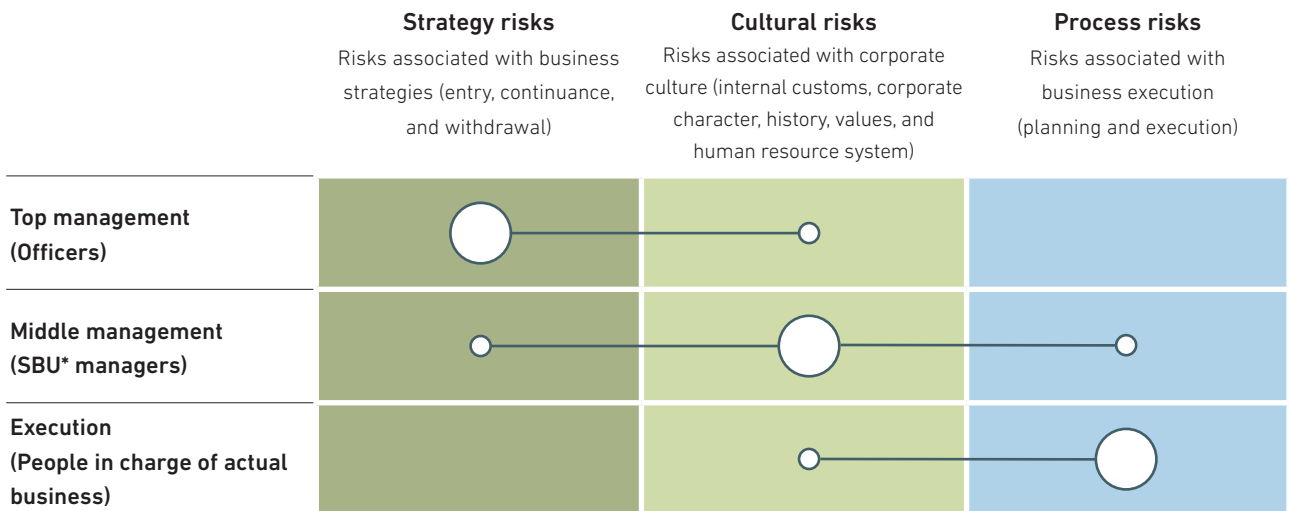 Strategy risks
Risks associated with business
strategies (entry, continuance,
and withdrawal)
Cultural risks
Risks associated with corporate
culture (internal customs, corporate
character, history, values, and
human resource system)
Process risks
Risks associated with
business execution
(planning and execution)
Top management
(Officers)
Middle management
(SBU* managers)
Execution
(People in charge of actual
business)